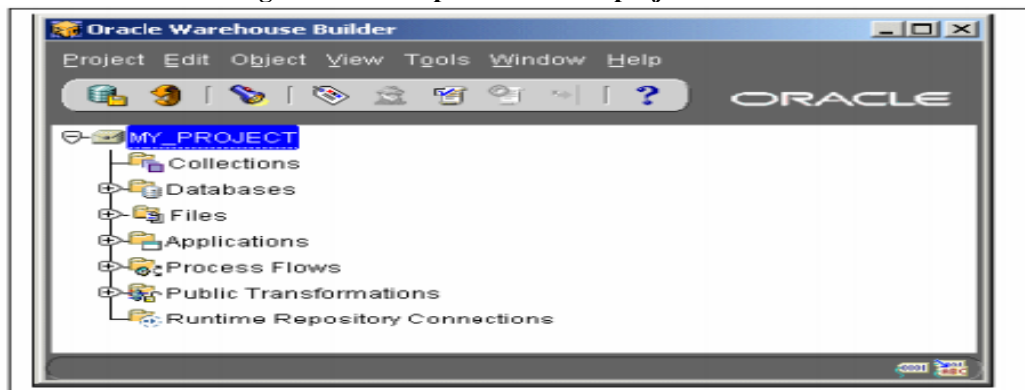 Oracle Warehouse Builder
Project Edit Object View Tools Window Help
ORACLE
MY_PROJECT
Collections
Databases
Files
Applications
Process Flows
Public Transformations
Runtime Repository Connections